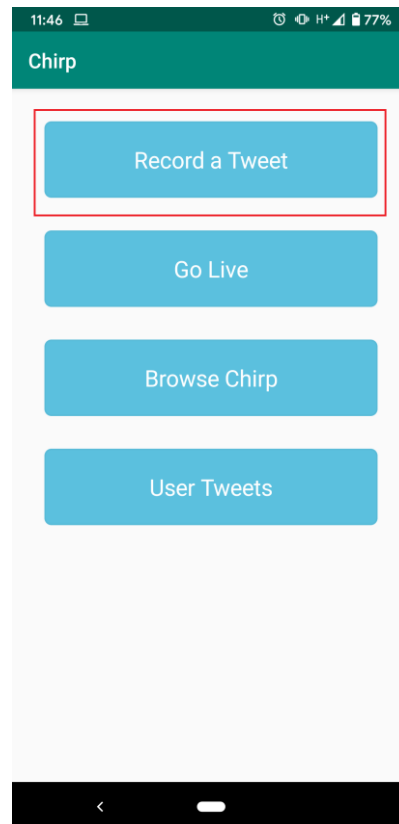 11:46 H+ 77%
Chirp
Record a Tweet
Go Live
Browse Chirp
User Tweets